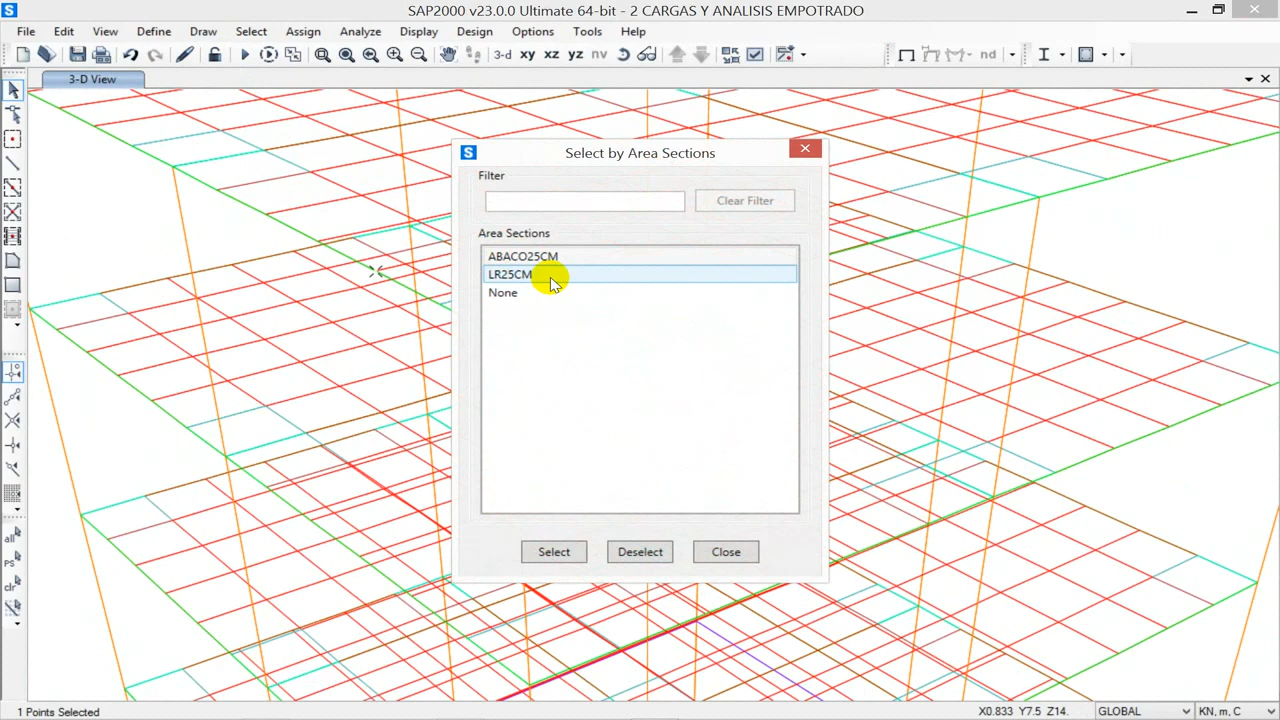 SAP2000 v23.0.0 Ultimate 64-bit - 2 CARGAS Y ANALISIS EMPOTRADO
File Edit View Define Draw Select Assign Analyze Display Design Options Tools Help
3-d xy xz yz nv nd
3-D View
Select by Area Sections
Filter
Clear Filter
Area Sections
ABACO25CM
LR25CM
None
Select Deselect Close
all
PS
clr
1 Points Selected
X0.833 Y7.5 Z14.
GLOBAL
KN, m, C